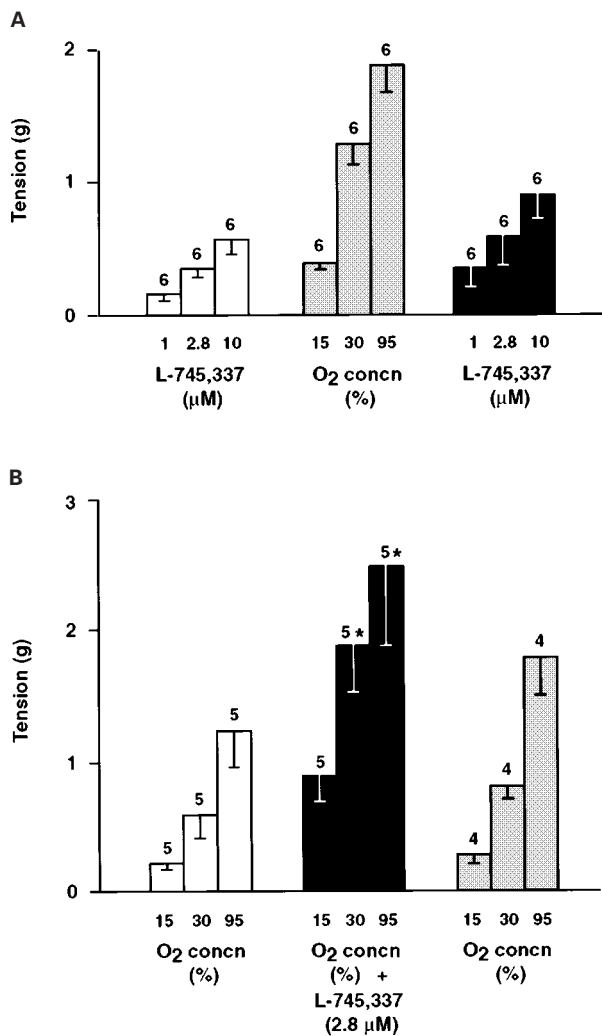 A
2
1
0
Tension (g)
6 6 6 6 6 6 6 6 6
1 2.8 10 15 30 95 1 2.8 10
L-745,337 O2 concn L-745,337
(μM) (%) (μM)
B
3
2
1
0
Tension (g)
5 5 5 5 5* 5* 4 4 4
15 30 95 15 30 95 15 30 95
O2 concn O2 concn O2 concn
(%) (%) + (%)
L-745,337
(2.8 μM)